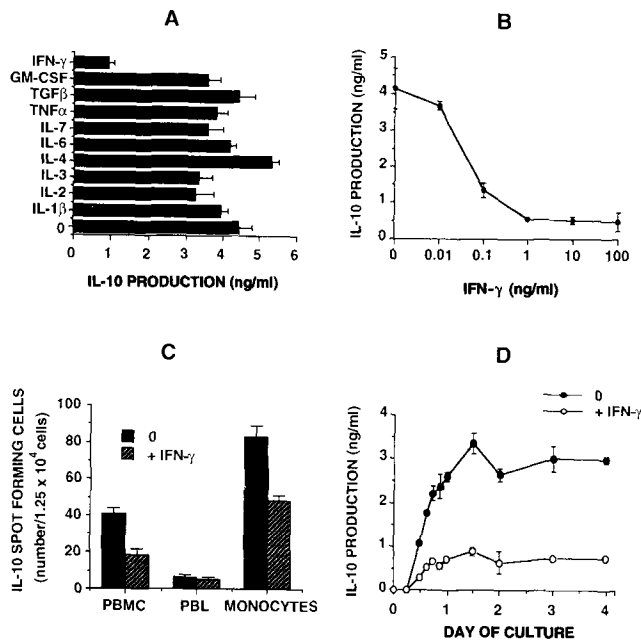 A
IFN-γ
GM-CSF
TGFβ
TNFα
IL-7
IL-6
IL-4
IL-3
IL-2
IL-1β
0
0 1 2 3 4 5 6
IL-10 PRODUCTION (ng/ml)
B
IL-10 PRODUCTION (ng/ml)
5
4
3
2
1
0
0 0.01 0.1 1 10 100
IFN-γ (ng/ml)
C
IL-10 SPOT FORMING CELLS
(number/1.25 x 10⁴ cells)
100
80
60
40
20
0
0
+ IFN-γ
PBMC PBL MONOCYTES
D
0
+ IFN-γ
IL-10 PRODUCTION (ng/ml)
4
3
2
1
0
0 1 2 3 4
DAY OF CULTURE